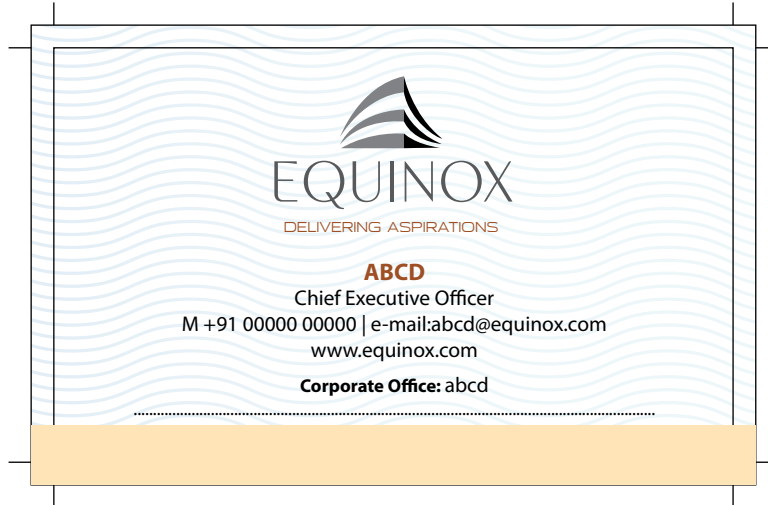 EQUINOX
DELIVERING ASPIRATIONS
ABCD
Chief Executive Officer
M +91 00000 00000 | e-mail:abcd@equinox.com
www.equinox.com
Corporate Office: abcd